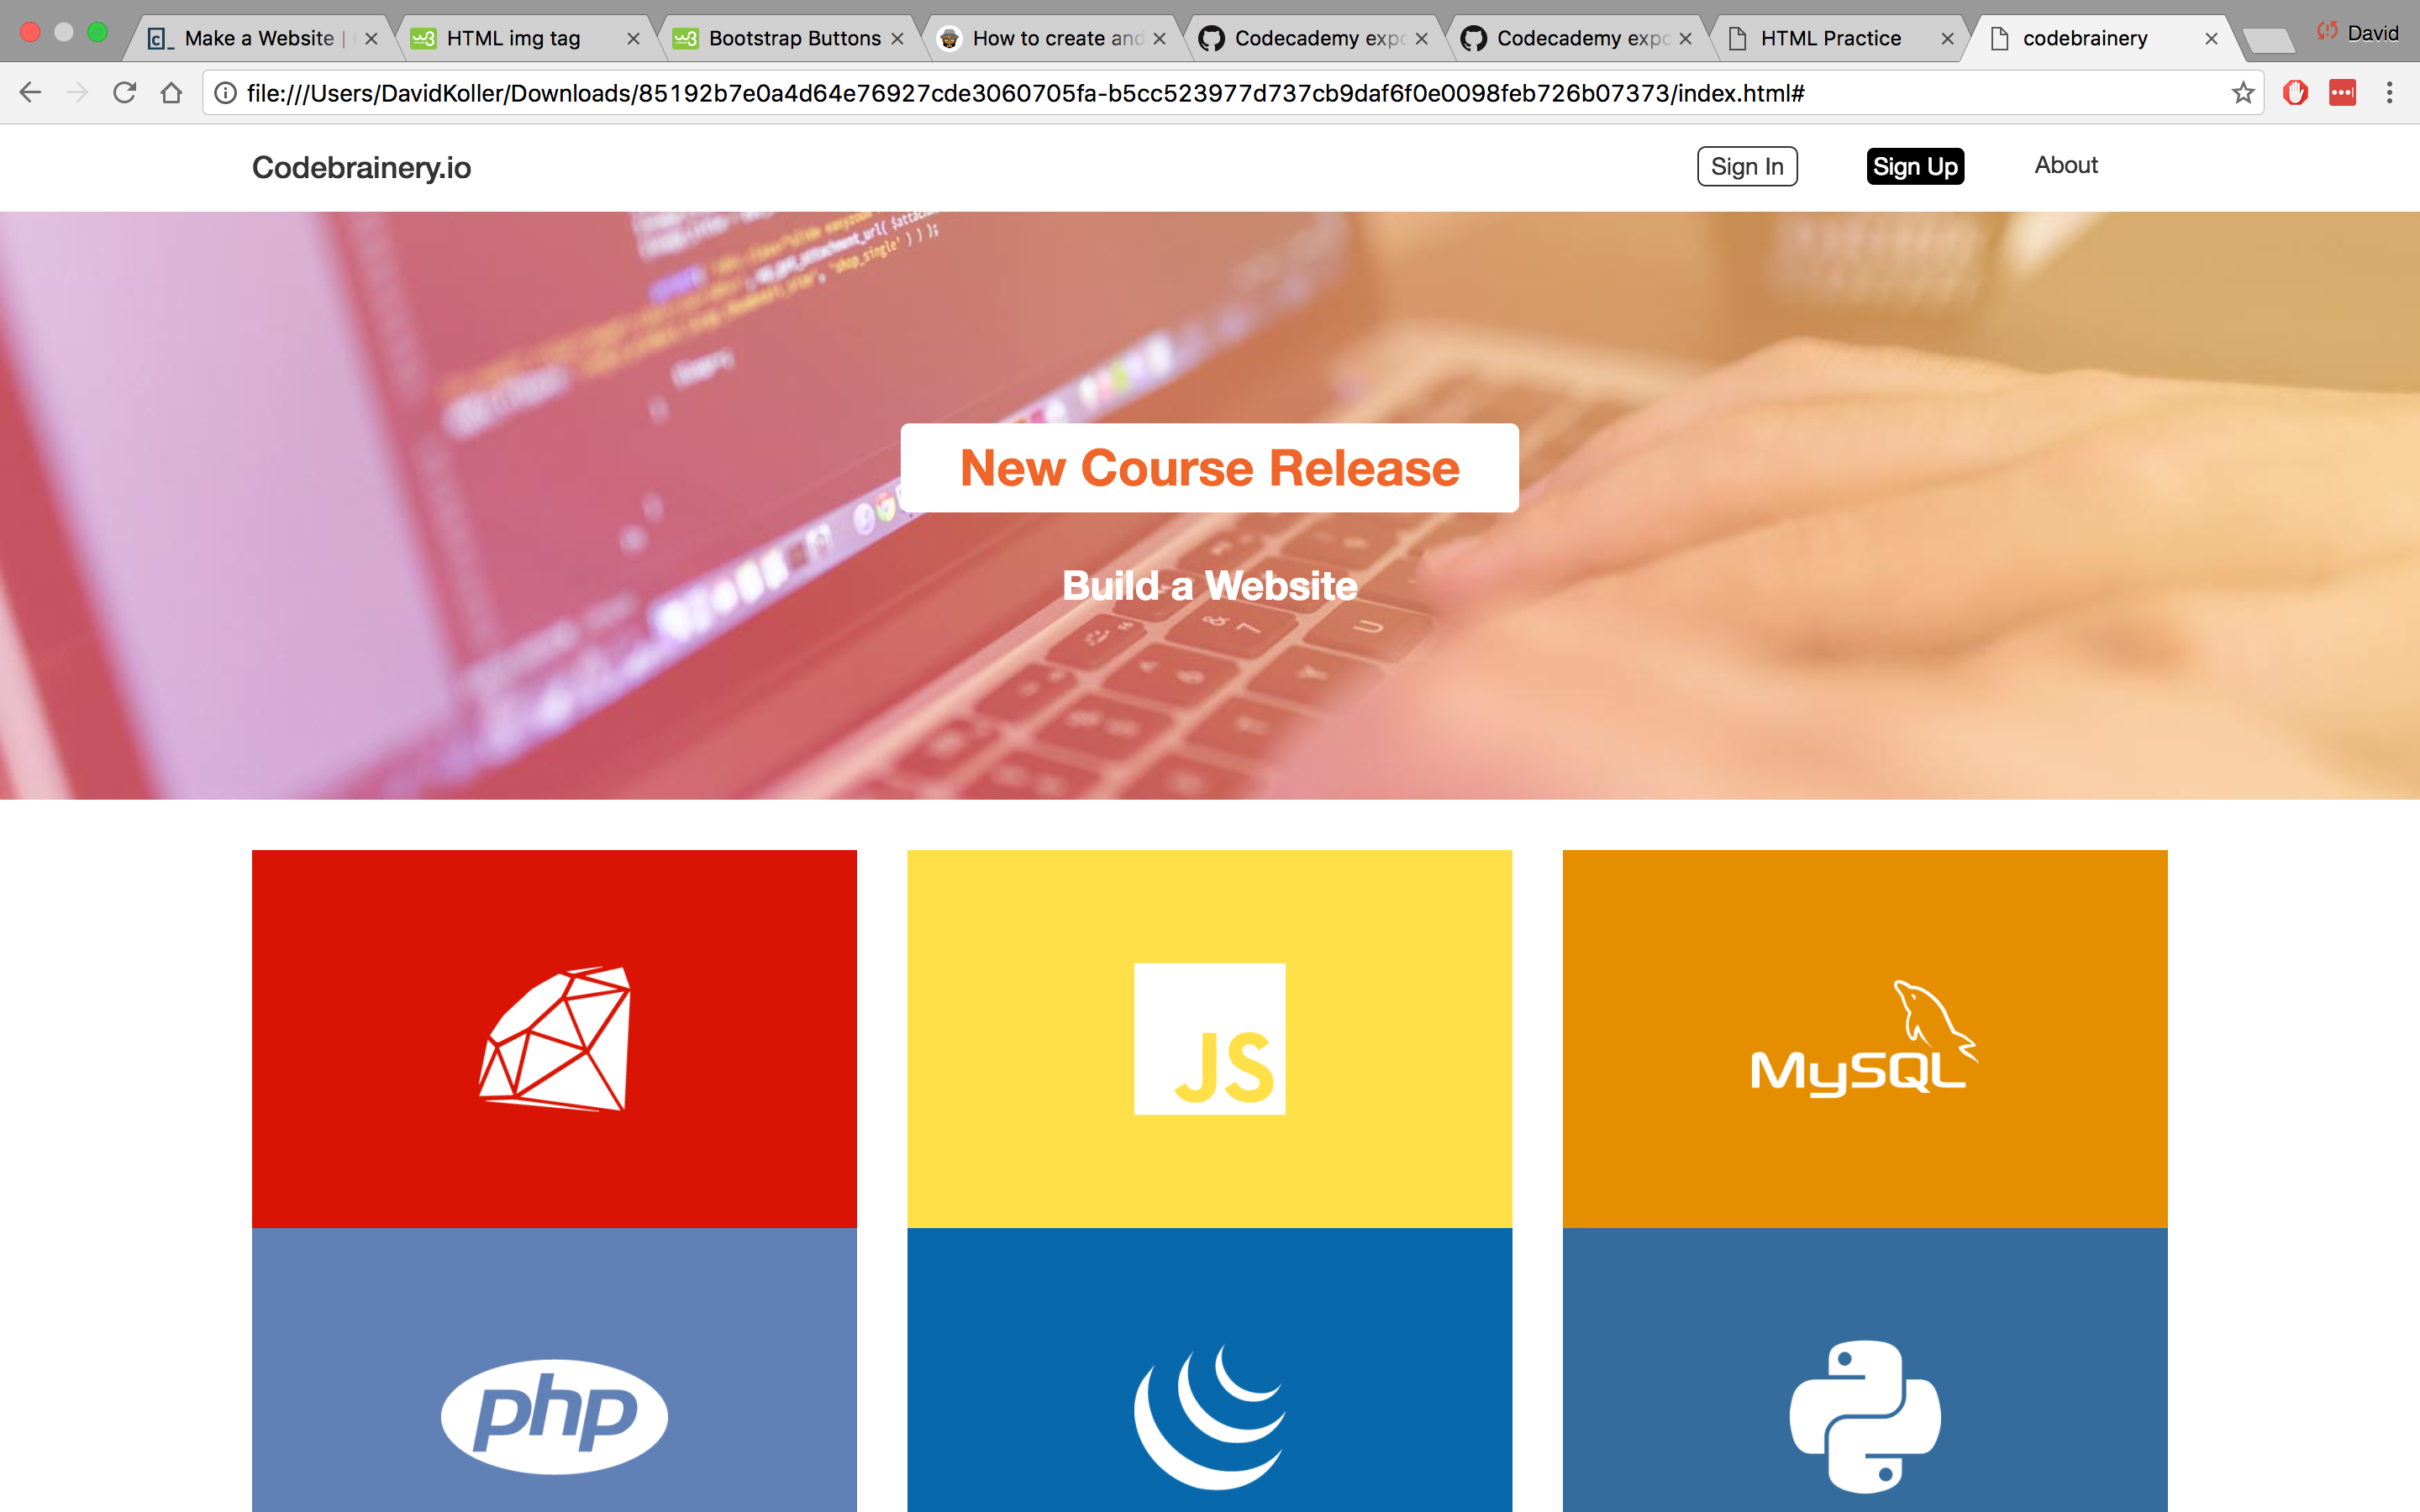 Make a Website |
HTML img tag
Bootstrap Buttons
How to create and
Codecademy expo
Codecademy expo
HTML Practice
codebrainery
David
file:///Users/DavidKoller/Downloads/85192b7e0a4d64e76927cde3060705fa-b5cc523977d737cb9daf6f0e0098feb726b07373/index.html#
Codebrainery.io
Sign In
Sign Up
About
New Course Release
Build a Website
JS
MySQL
php